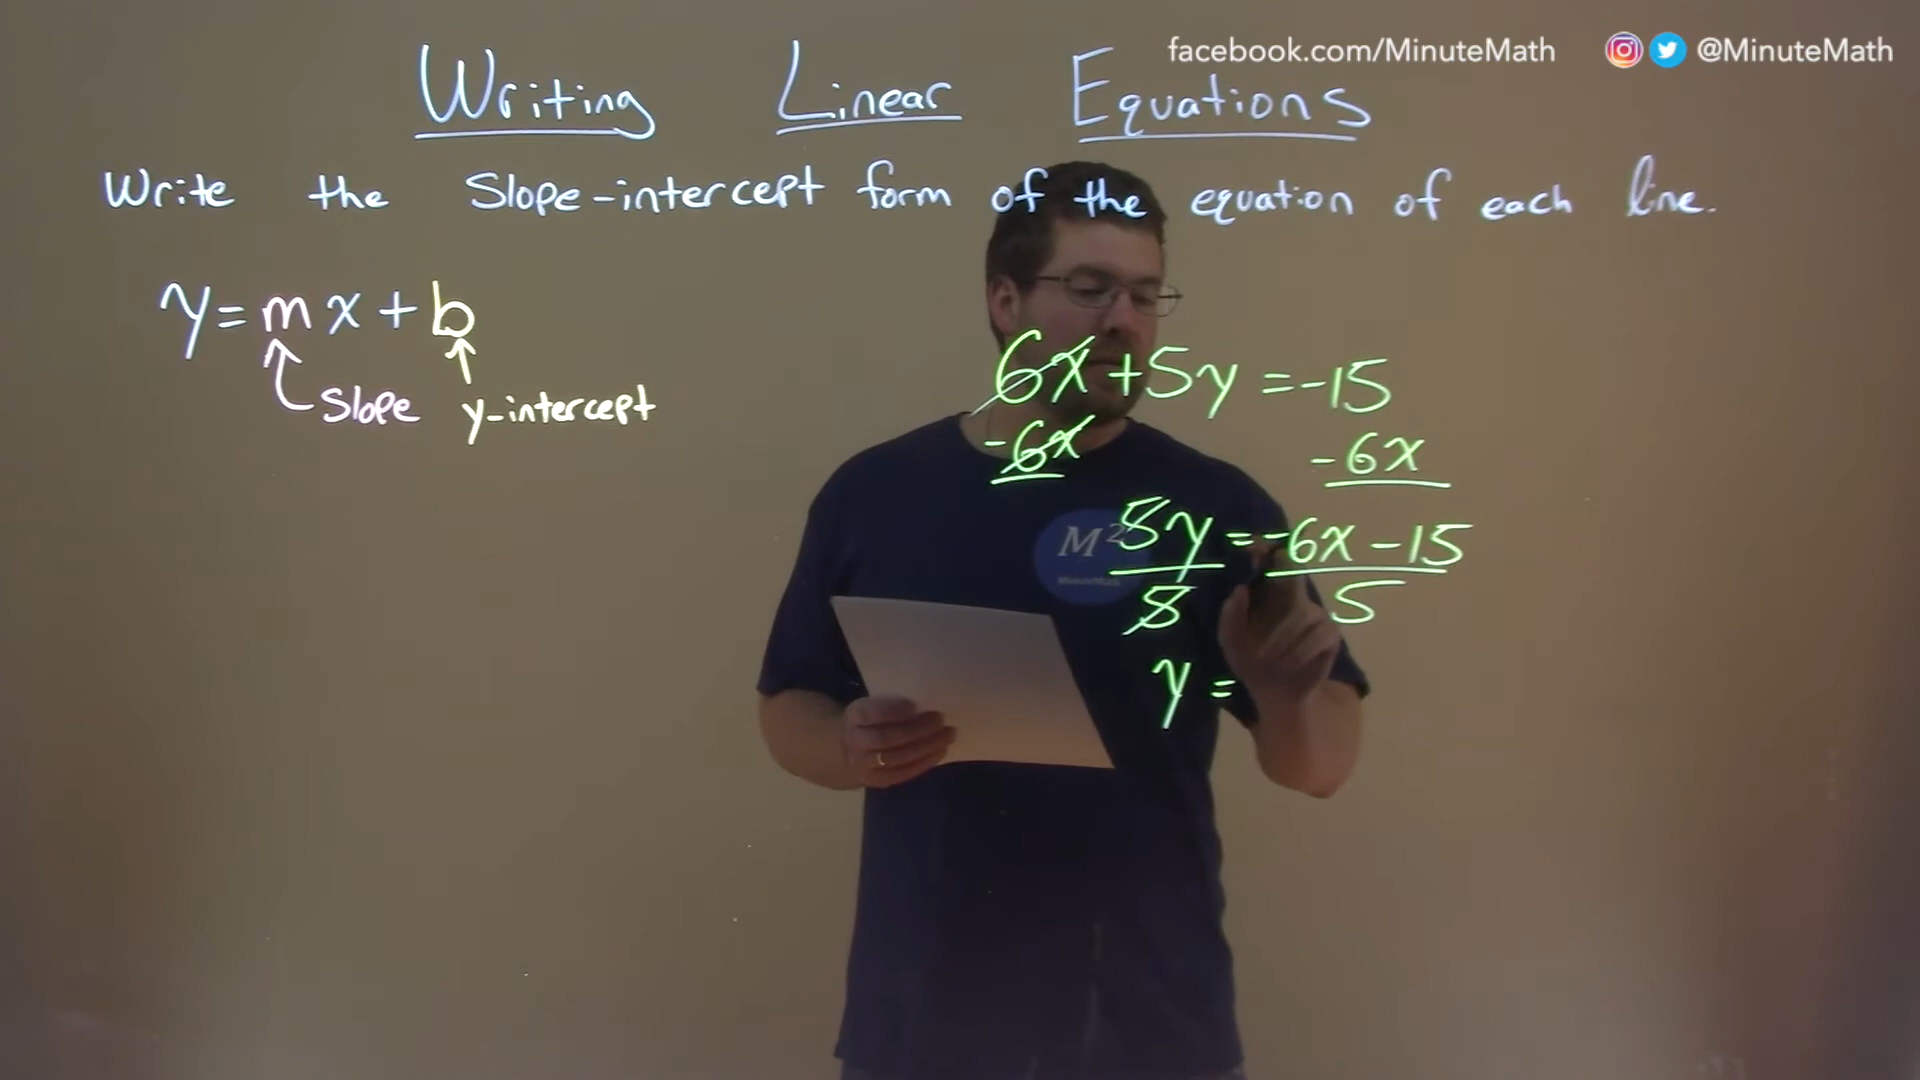 facebook.com/MinuteMath @MinuteMath
Writing Linear Equations
Write the Slope-intercept form of the equation of each line.
y=mx+b
Slope y-intercept
6x+5y=-15
-6x -6x
5y=-6x-15
5 5
y=
M²